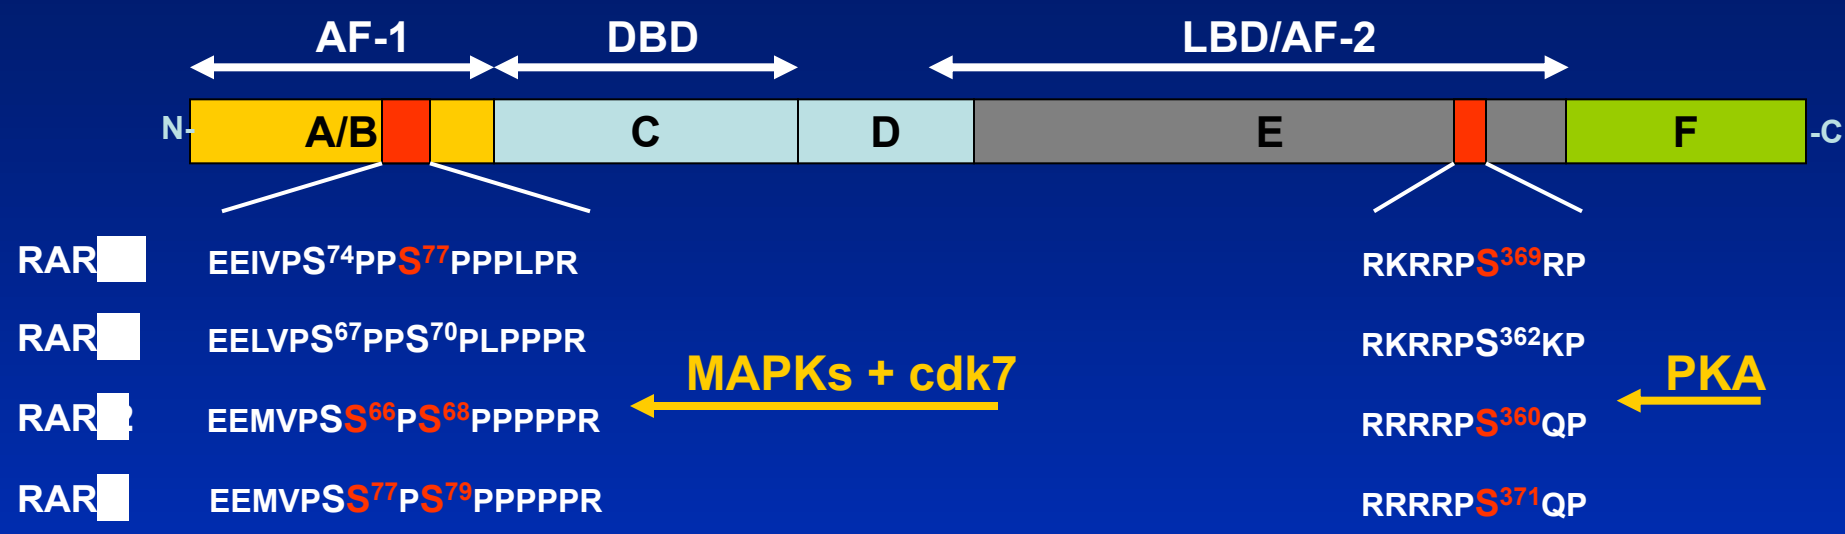 AF-1 DBD LBD/AF-2
N- A/B C D E F -C
RAR EEIVPS74PPS77PPPLPR RKRRPS369RP
RAR EELVPS67PPS70PLPPPR RKRRPS362KP
MAPKs + cdk7 PKA
RAR2 EEMVPSS66PS68PPPPPR RRRRPS360QP
RAR EEMVPSS77PS79PPPPPR RRRRPS371QP